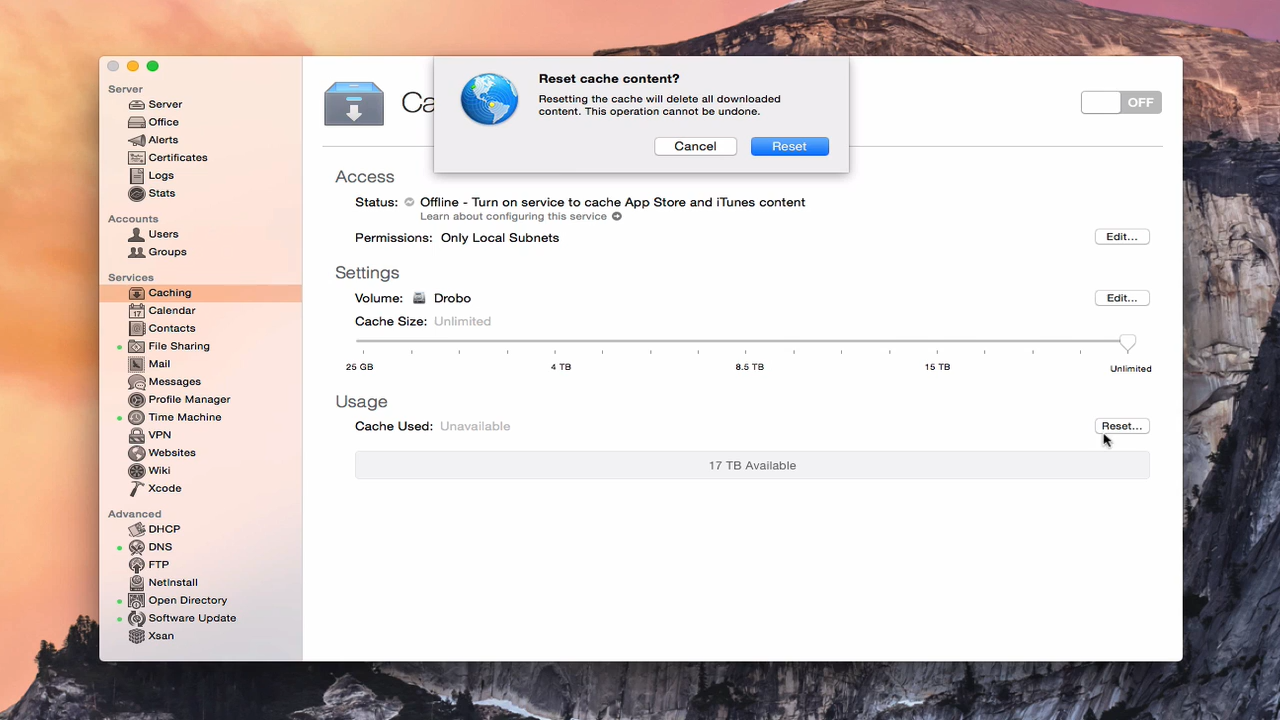 Server
Server
Office
Alerts
Certificates
Logs
Stats
Accounts
Users
Groups
Services
Caching
Calendar
17
Contacts
File Sharing
Mail
Messages
Profile Manager
Time Machine
VPN
Websites
Wiki
Xcode
Advanced
DHCP
DNS
FTP
NetInstall
Open Directory
Software Update
Xsan
Ca
OFF
Reset cache content?
Resetting the cache will delete all downloaded
content. This operation cannot be undone.
Cancel
Reset
Access
Status: Offline - Turn on service to cache App Store and iTunes content
Learn about configuring this service
Permissions: Only Local Subnets
Edit...
Settings
Volume: Drobo
Edit...
Cache Size: Unlimited
25 GB 4 TB 8.5 TB 15 TB Unlimited
Usage
Cache Used: Unavailable
Reset...
17 TB Available